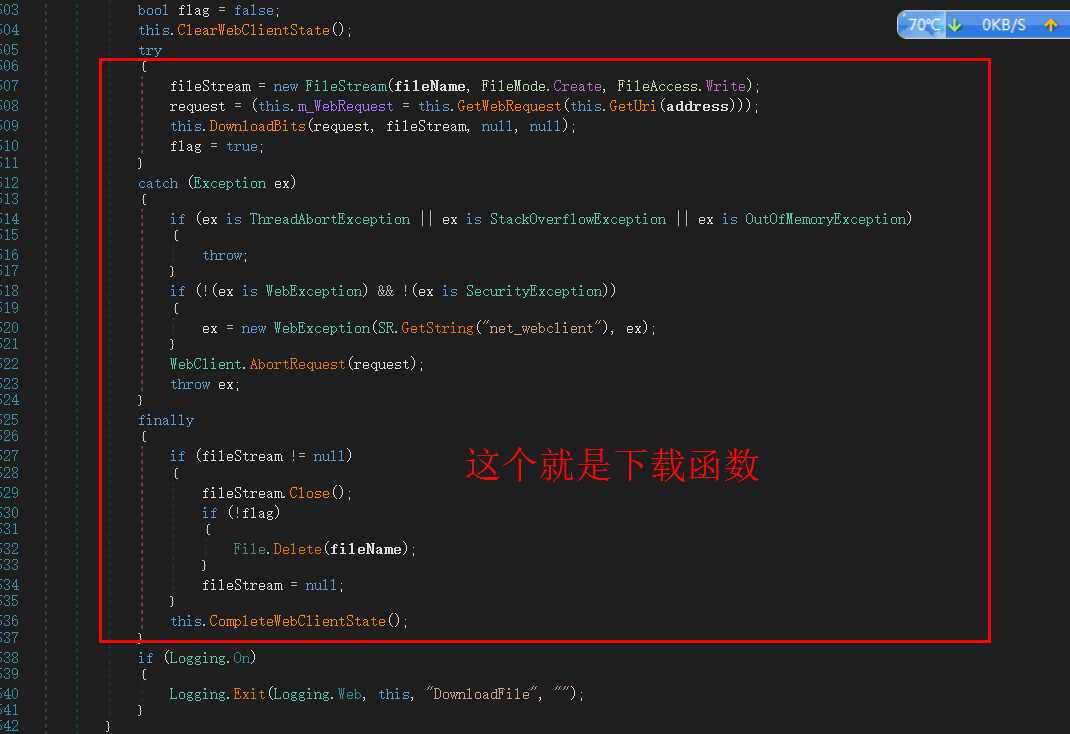 503 bool flag = false;
504 this.ClearWebClientState();
505 try
506 {
507 fileStream = new FileStream(fileName, FileMode.Create, FileAccess.Write);
508 request = (this.m_WebRequest = this.GetWebRequest(this.GetUri(address)));
509 this.DownloadBits(request, fileStream, null, null);
510 flag = true;
511 }
512 catch (Exception ex)
513 {
514 if (ex is ThreadAbortException || ex is StackOverflowException || ex is OutOfMemoryException)
515 {
516 throw;
517 }
518 if (!(ex is WebException) && !(ex is SecurityException))
519 {
520 ex = new WebException(SR.GetString("net_webclient"), ex);
521 }
522 WebClient.AbortRequest(request);
523 throw ex;
524 }
525 finally
526 {
527 if (fileStream != null)
528 {
529 fileStream.Close();
530 if (!flag)
531 {
532 File.Delete(fileName);
533 }
534 fileStream = null;
535 }
536 this.CompleteWebClientState();
537 }
538 if (Logging.On)
539 {
540 Logging.Exit(Logging.Web, this, "DownloadFile", "");
541 }
542 }
70℃ 0KB/S
这个就是下载函数